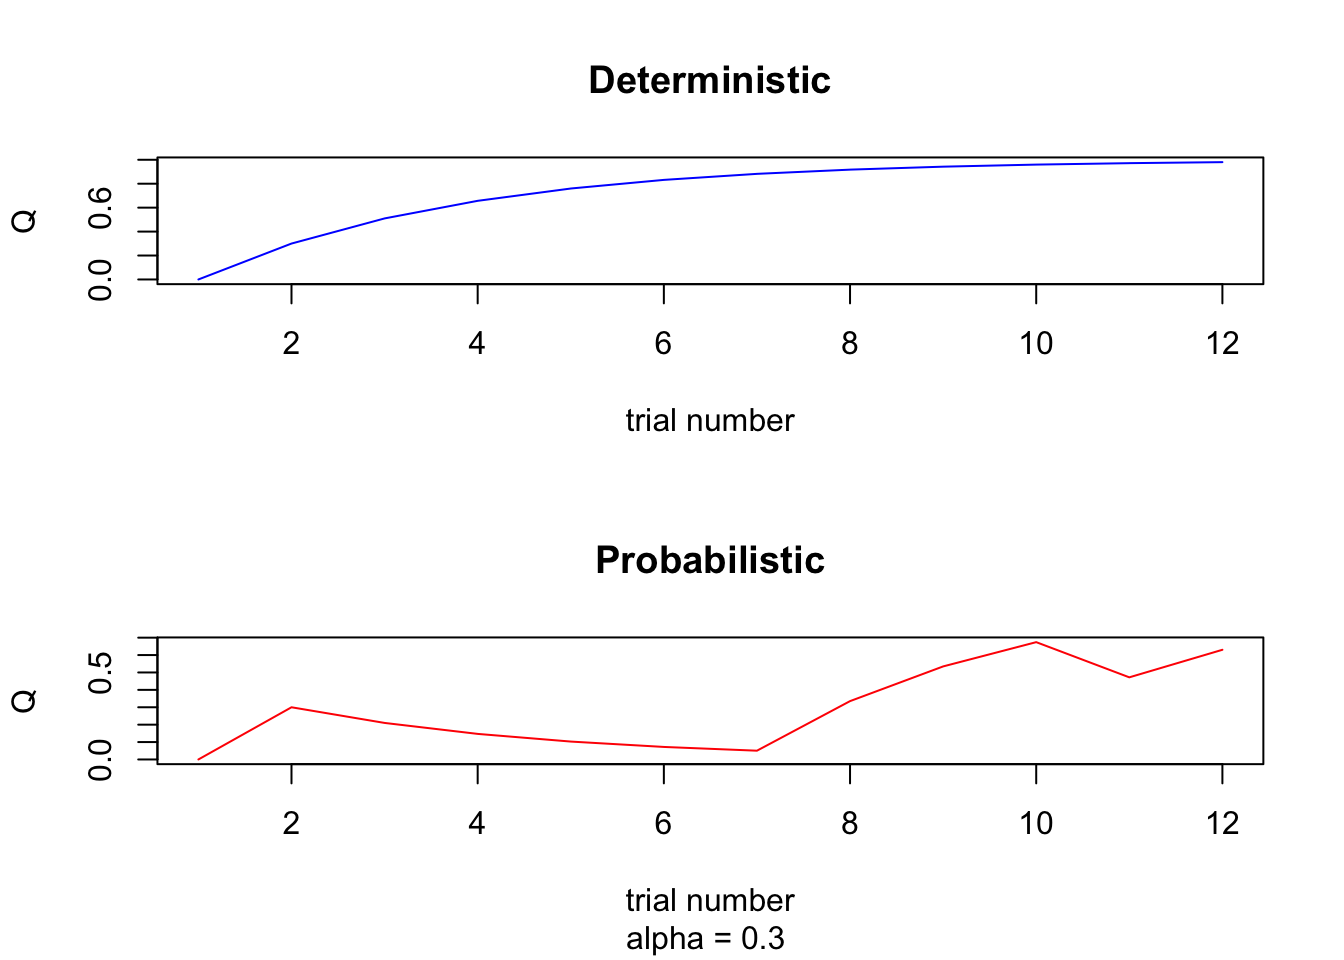 Deterministic
Q
0.6
0.0
2 4 6 8 10 12
trial number
Probabilistic
Q
0.5
0.0
2 4 6 8 10 12
trial number
alpha = 0.3